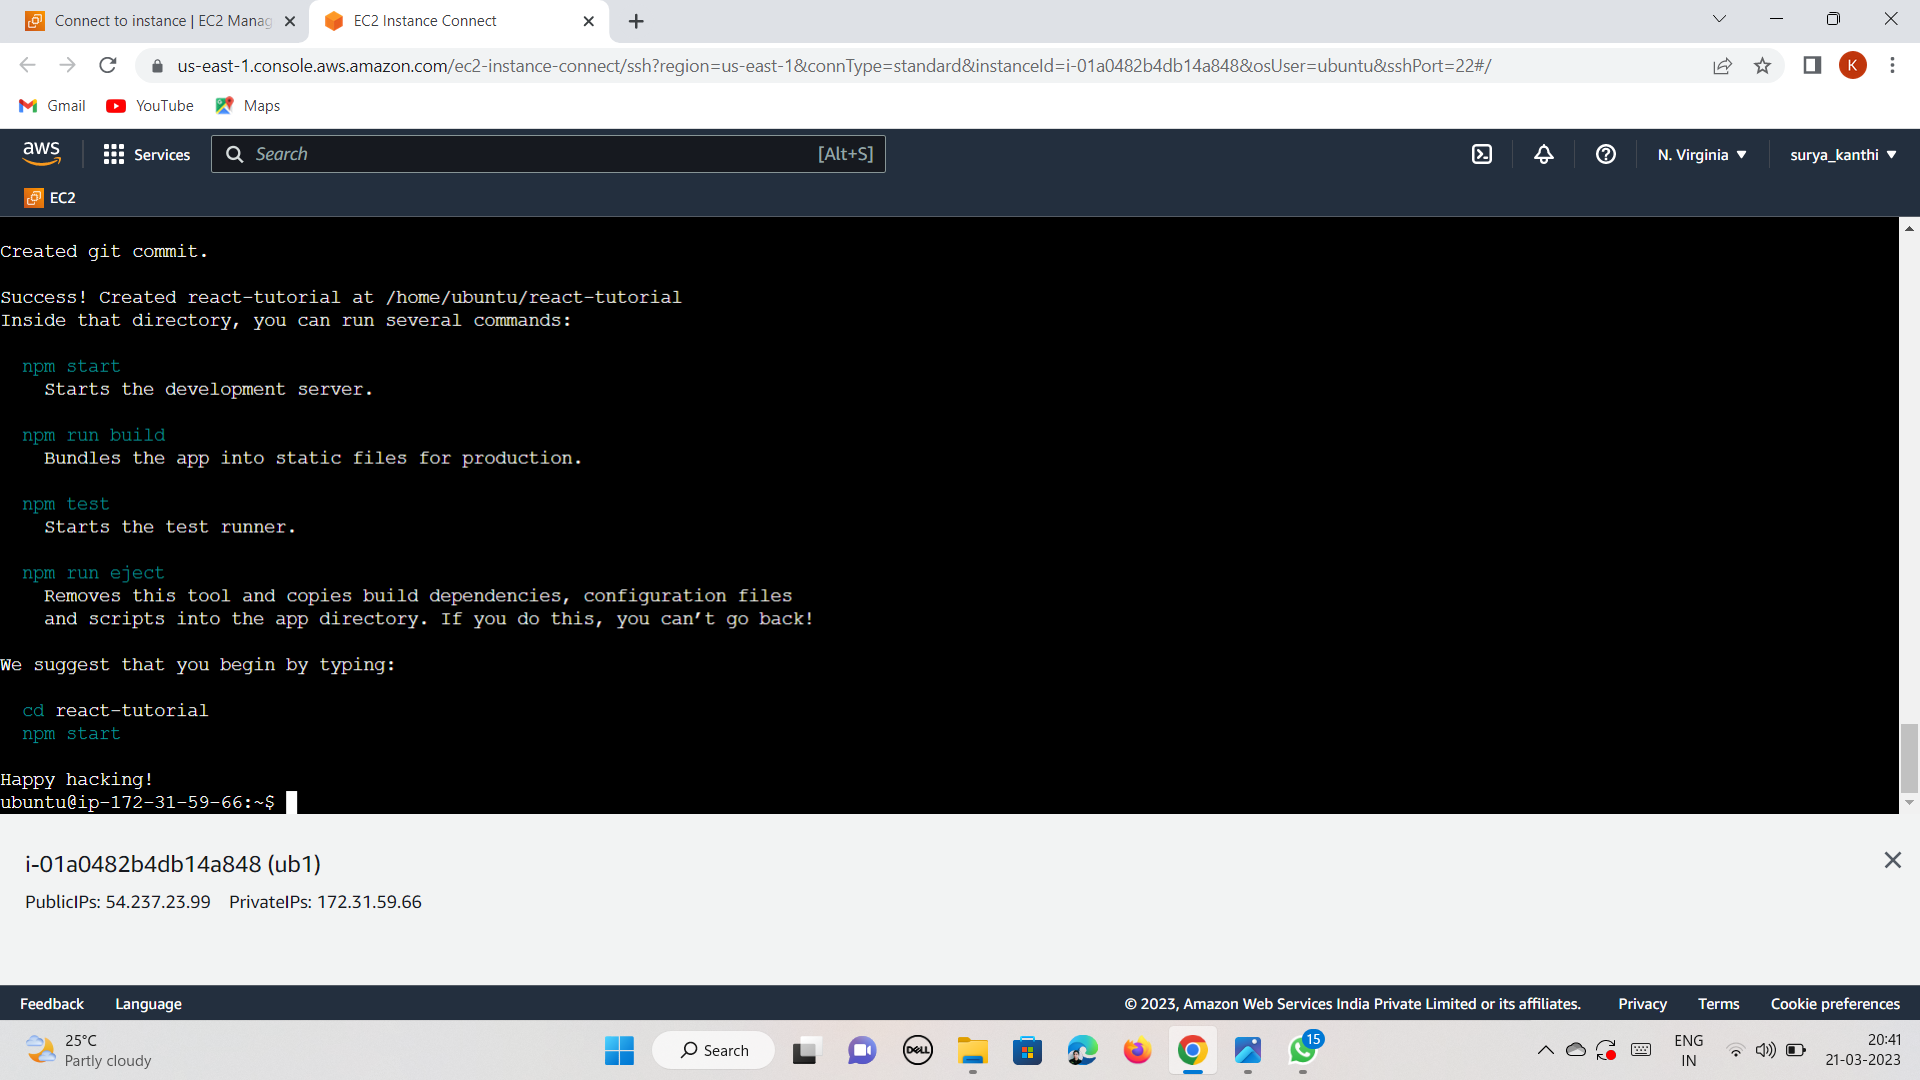 Connect to instance | EC2 Manag
EC2 Instance Connect
us-east-1.console.aws.amazon.com/ec2-instance-connect/ssh?region=us-east-1&connType=standard&instanceId=i-01a0482b4db14a848&osUser=ubuntu&sshPort=22#/
K
Gmail YouTube Maps
aws Services Search [Alt+S] N. Virginia surya_kanthi
EC2
Created git commit.
Success! Created react-tutorial at /home/ubuntu/react-tutorial
Inside that directory, you can run several commands:
npm start
Starts the development server.
npm run build
Bundles the app into static files for production.
npm test
Starts the test runner.
npm run eject
Removes this tool and copies build dependencies, configuration files
and scripts into the app directory. If you do this, you can’t go back!
We suggest that you begin by typing:
cd react-tutorial
npm start
Happy hacking!
ubuntu@ip-172-31-59-66:~$
i-01a0482b4db14a848 (ub1)
PublicIPs: 54.237.23.99 PrivateIPs: 172.31.59.66
Feedback Language © 2023, Amazon Web Services India Private Limited or its affiliates. Privacy Terms Cookie preferences
25°C
Partly cloudy
Search
DELL
15
ENG
IN
20:41
21-03-2023